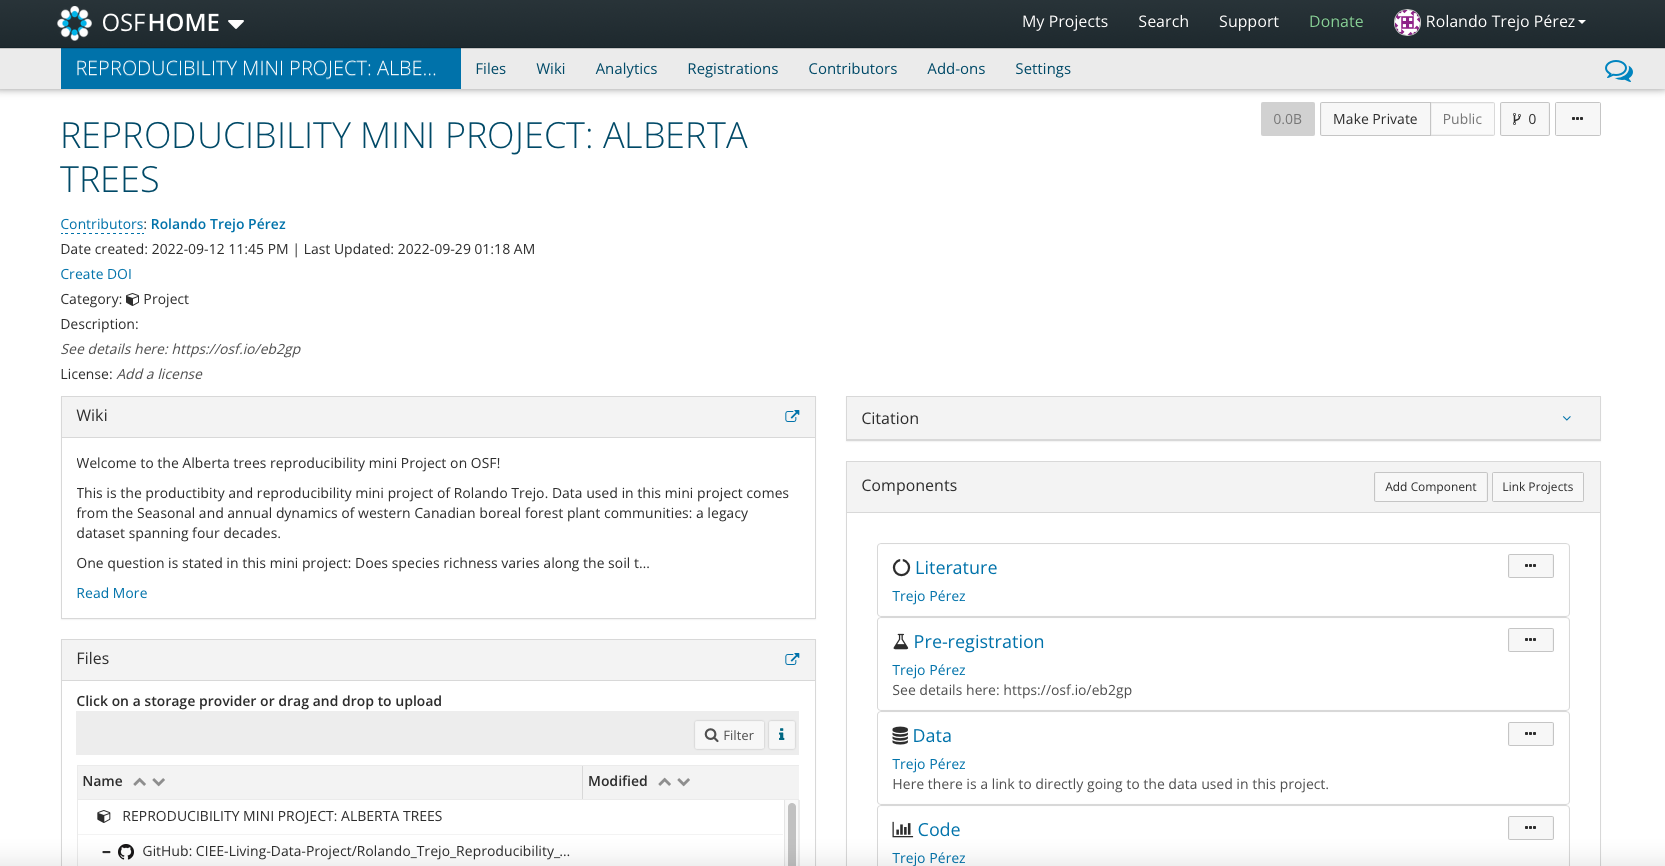 OSFHOME
My Projects
Search
Support
Donate
Rolando Trejo Pérez
REPRODUCIBILITY MINI PROJECT: ALBE...
Files
Wiki
Analytics
Registrations
Contributors
Add-ons
Settings
REPRODUCIBILITY MINI PROJECT: ALBERTA
TREES
0.0B
Make Private
Public
0
Contributors: Rolando Trejo Pérez
Date created: 2022-09-12 11:45 PM | Last Updated: 2022-09-29 01:18 AM
Create DOI
Category: Project
Description:
See details here: https://osf.io/eb2gp
License: Add a license
Wiki
Welcome to the Alberta trees reproducibility mini Project on OSF!
This is the productibity and reproducibility mini project of Rolando Trejo. Data used in this mini project comes
from the Seasonal and annual dynamics of western Canadian boreal forest plant communities: a legacy
dataset spanning four decades.
One question is stated in this mini project: Does species richness varies along the soil t...
Read More
Files
Click on a storage provider or drag and drop to upload
Filter
i
Name
Modified
REPRODUCIBILITY MINI PROJECT: ALBERTA TREES
GitHub: CIEE-Living-Data-Project/Rolando_Trejo_Reproducibility_...
Citation
Components
Add Component
Link Projects
Literature
Trejo Pérez
Pre-registration
Trejo Pérez
See details here: https://osf.io/eb2gp
Data
Trejo Pérez
Here there is a link to directly going to the data used in this project.
Code
Trejo Pérez